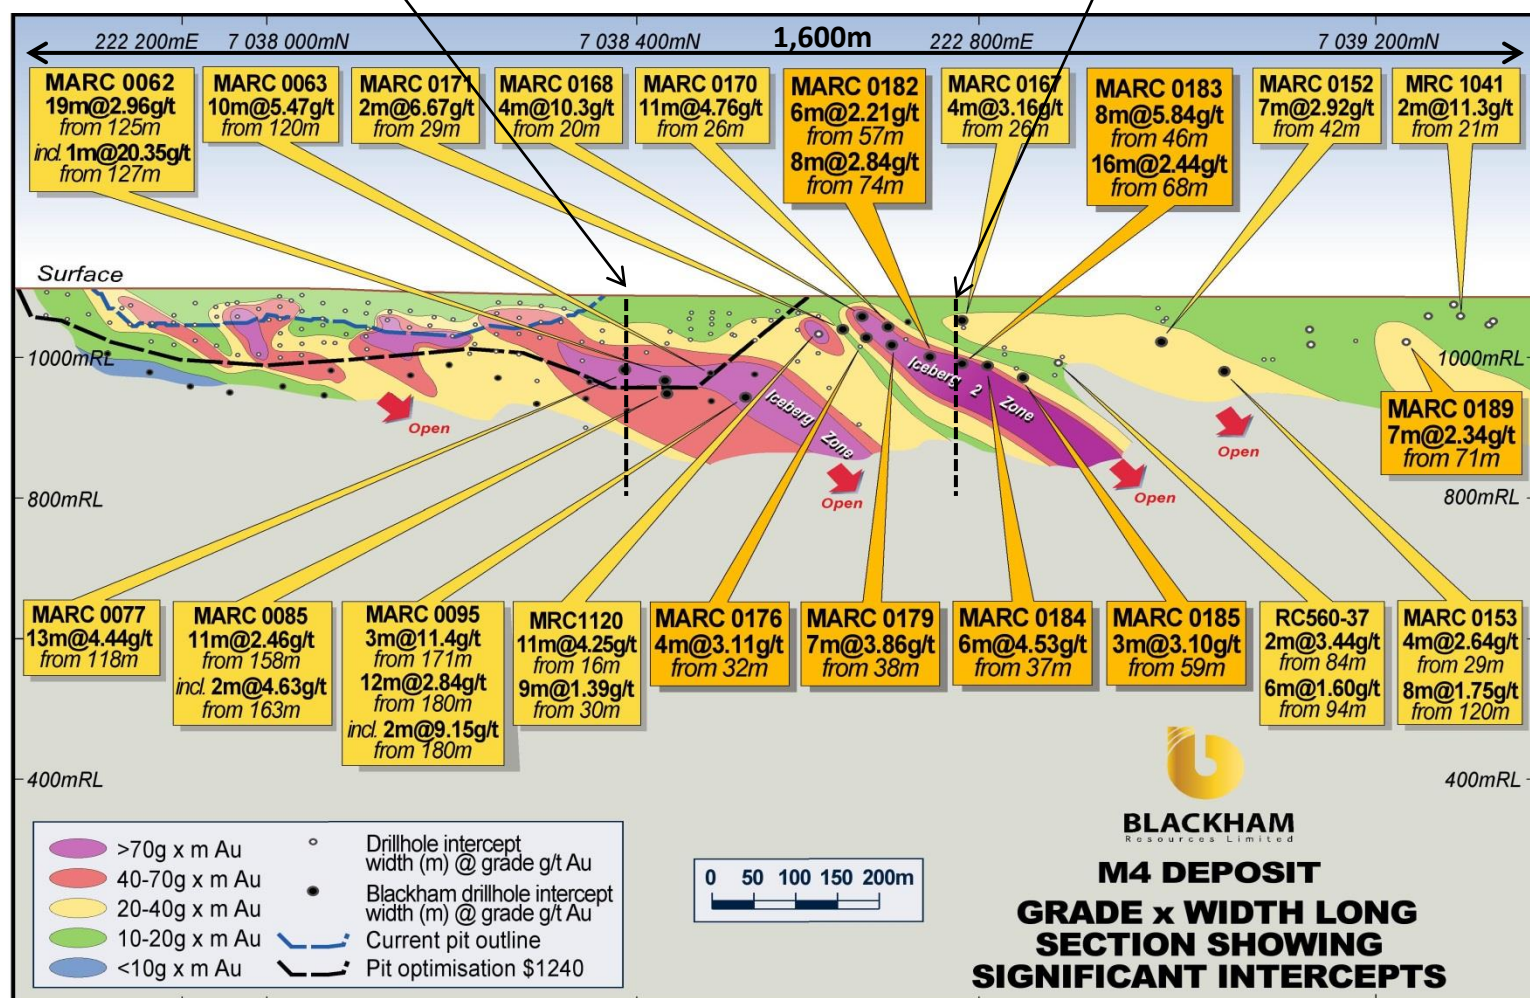 1,600m
222 200mE
7 038 000mN
7 038 400mN
222 800mE
7 039 200mN
MARC 0062
19m@2.96g/t
from 125m
incl. 1m@20.35g/t
from 127m
MARC 0063
10m@5.47g/t
from 120m
MARC 0171
2m@6.67g/t
from 29m
MARC 0168
4m@10.3g/t
from 20m
MARC 0170
11m@4.76g/t
from 26m
MARC 0182
6m@2.21g/t
from 57m
8m@2.84g/t
from 74m
MARC 0167
4m@3.16g/t
from 26m
MARC 0183
8m@5.84g/t
from 46m
16m@2.44g/t
from 68m
MARC 0152
7m@2.92g/t
from 42m
MRC 1041
2m@11.3g/t
from 21m
Surface
1000mRL
1000mRL
Iceberg Zone
Iceberg 2 Zone
Open
Open
Open
Open
MARC 0189
7m@2.34g/t
from 71m
800mRL
800mRL
MARC 0077
13m@4.44g/t
from 118m
MARC 0085
11m@2.46g/t
from 158m
incl. 2m@4.63g/t
from 163m
MARC 0095
3m@11.4g/t
from 171m
12m@2.84g/t
from 180m
incl. 2m@9.15g/t
from 180m
MRC1120
11m@4.25g/t
from 16m
9m@1.39g/t
from 30m
MARC 0176
4m@3.11g/t
from 32m
MARC 0179
7m@3.86g/t
from 38m
MARC 0184
6m@4.53g/t
from 37m
MARC 0185
3m@3.10g/t
from 59m
RC560-37
2m@3.44g/t
from 84m
6m@1.60g/t
from 94m
MARC 0153
4m@2.64g/t
from 29m
8m@1.75g/t
from 120m
400mRL
400mRL
>70g x m Au
40-70g x m Au
20-40g x m Au
10-20g x m Au
<10g x m Au
Drillhole intercept
width (m) @ grade g/t Au
Blackham drillhole intercept
width (m) @ grade g/t Au
Current pit outline
Pit optimisation $1240
0 50 100 150 200m
BLACKHAM
Resources Limited
M4 DEPOSIT
GRADE x WIDTH LONG
SECTION SHOWING
SIGNIFICANT INTERCEPTS